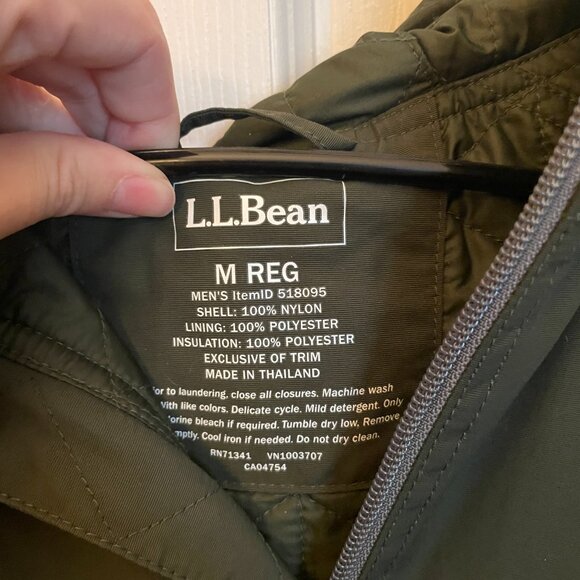 L.L.Bean
M REG
MEN'S ItemID 518095
SHELL: 100% NYLON
LINING: 100% POLYESTER
INSULATION: 100% POLYESTER
EXCLUSIVE OF TRIM
MADE IN THAILAND
to laundering, close all closures. Machine wash
With like colors. Delicate cycle. Mild detergent. Only
bleach if required. Tumble dry low, Remove
Cool iron if needed. Do not dry clean.
RN71341 VN1003707
CA04754